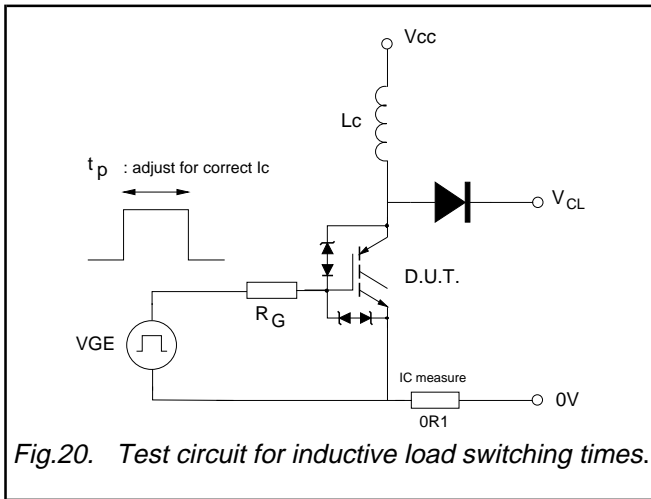 Vcc
Lc
t p : adjust for correct Ic
V CL
D.U.T.
R G
VGE
IC measure
0V
0R1
Fig.20. Test circuit for inductive load switching times.